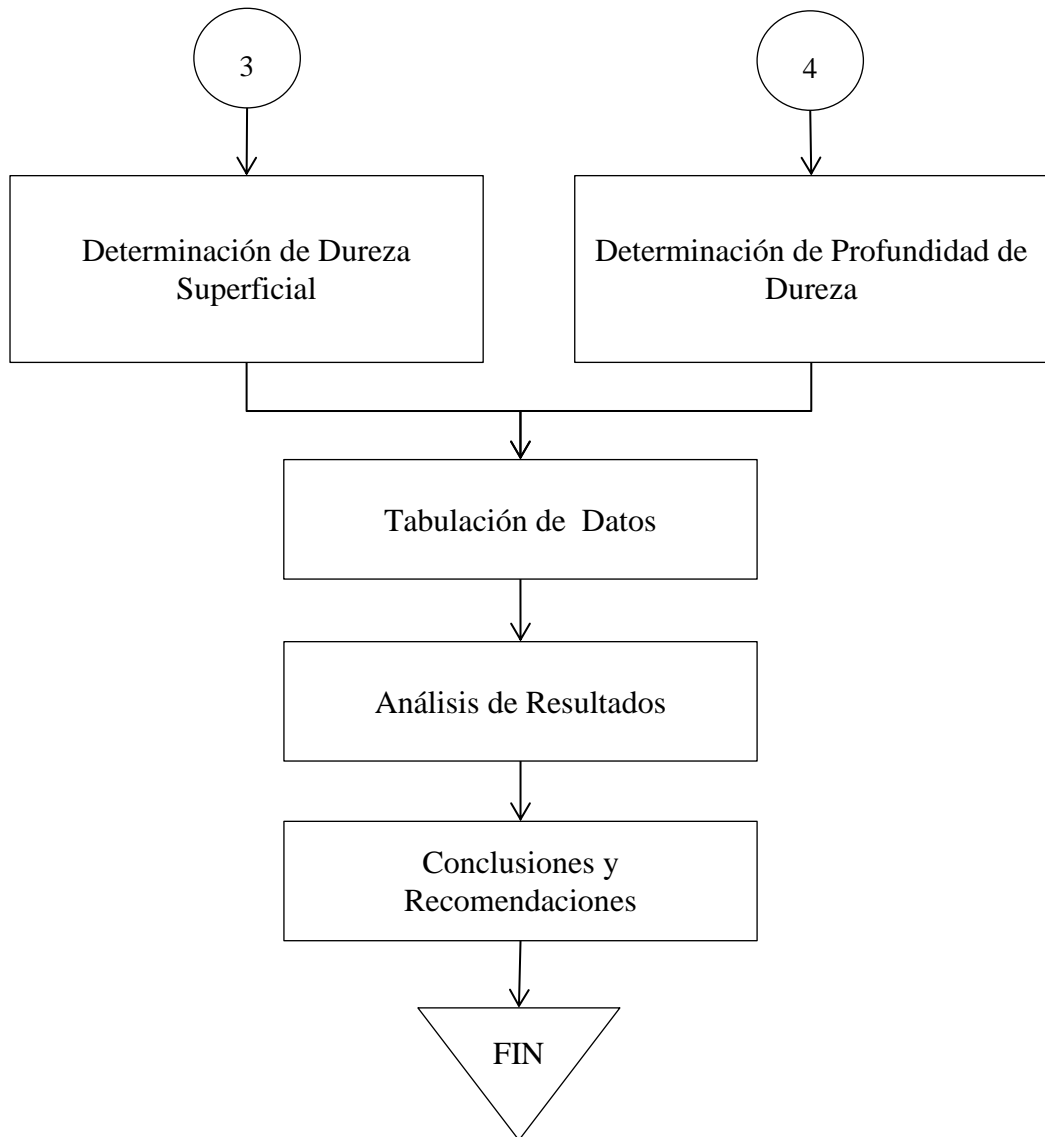 3
4
Determinación de Dureza
Superficial
Determinación de Profundidad de
Dureza
Tabulación de  Datos
Análisis de Resultados
Conclusiones y
Recomendaciones
FIN